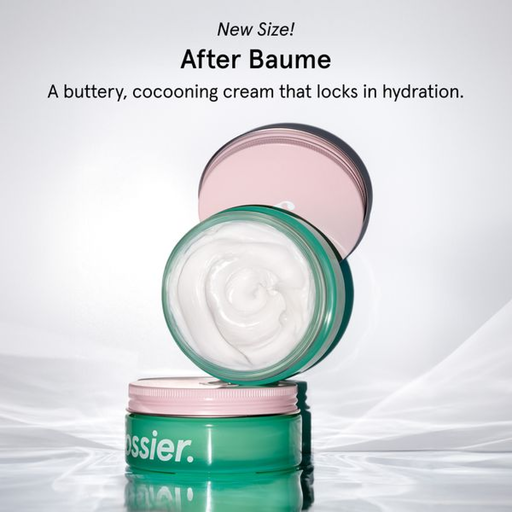 New Size!
After Baume
A buttery, cocooning cream that locks in hydration.
ossier.